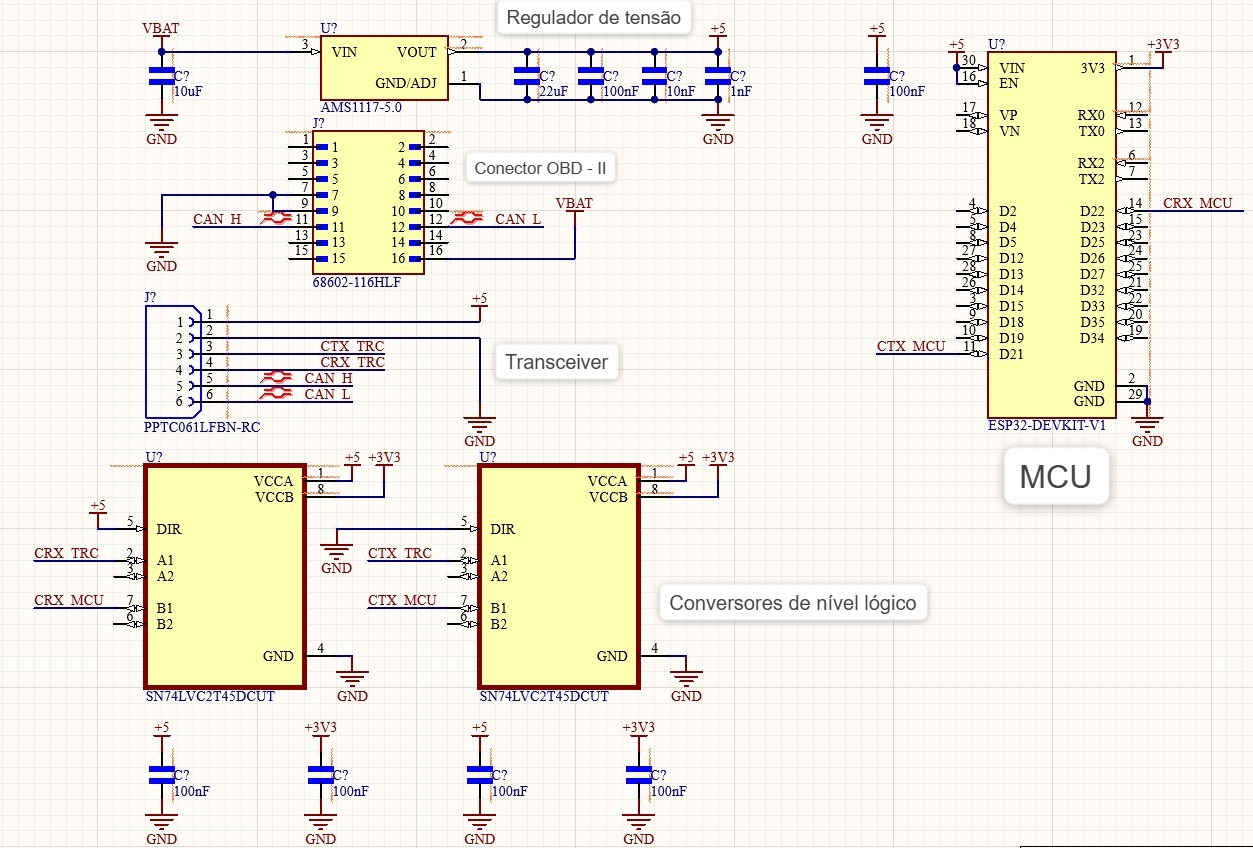 Regulador de tensão
VBAT
C?
10uF
GND
U?
3 VIN VOUT 2
GND/ADJ 1
AMS1117-5.0
+5
C? C? C? C?
22uF 100nF 10nF 1nF
GND
+5
C?
100nF
GND
J?
1 1 2 2
3 3 4 4
5 5 6 6
7 7 8 8
9 9 10 10
11 11 12 12
13 13 14 14
15 15 16 16
68602-116HLF
CAN_H
CAN_L
VBAT
GND
Conector OBD - II
J?
1 1
2 2
3 3 CTX_TRC
4 4 CRX_TRC
5 5 CAN_H
6 6 CAN_L
PPTC061LFBN-RC
+5
GND
Transceiver
+5 +3V3
U?
30 VIN 3V3 1
16 EN
17 VP RX0 12
18 VN TX0 13
RX2 6
TX2 7
4 D2 D22 14 CRX_MCU
5 D4 D23 15
8 D5 D25 23
27 D12 D26 24
28 D13 D27 25
26 D14 D32 21
3 D15 D33 22
9 D18 D35 20
10 D19 D34 19
CTX_MCU 11 D21
GND 2
GND 29
ESP32-DEVKIT-V1
GND
MCU
U?
+5 +3V3
VCCA 1
VCCB 8
+5
5 DIR
CRX_TRC 2 A1
3 A2
CRX_MCU 7 B1
6 B2
GND 4
GND
SN74LVC2T45DCUT
U?
+5 +3V3
VCCA 1
VCCB 8
5 DIR
GND
CTX_TRC 2 A1
3 A2
CTX_MCU 7 B1
6 B2
GND 4
GND
SN74LVC2T45DCUT
Conversores de nível lógico
+5 +3V3 +5 +3V3
C? C? C? C?
100nF 100nF 100nF 100nF
GND GND GND GND